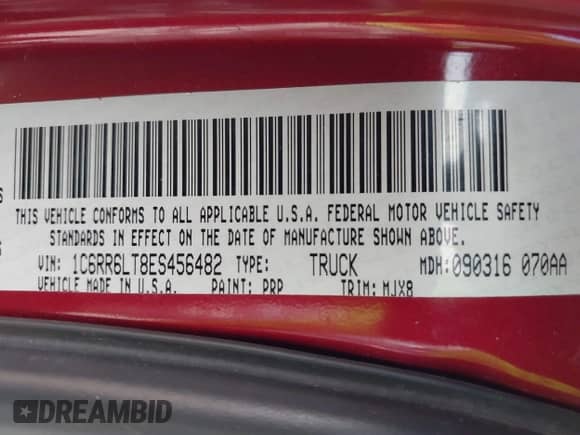 THIS VEHICLE CONFORMS TO ALL APPLICABLE U.S.A. FEDERAL MOTOR VEHICLE SAFETY
STANDARDS IN EFFECT ON THE DATE OF MANUFACTURE SHOWN ABOVE.
VIN: 1C6RR6LT8ES456482 TYPE: TRUCK MDH: 090316 070AA
VEHICLE MADE IN U.S.A. PAINT: PRP TRIM: MJX8
DREAMBID